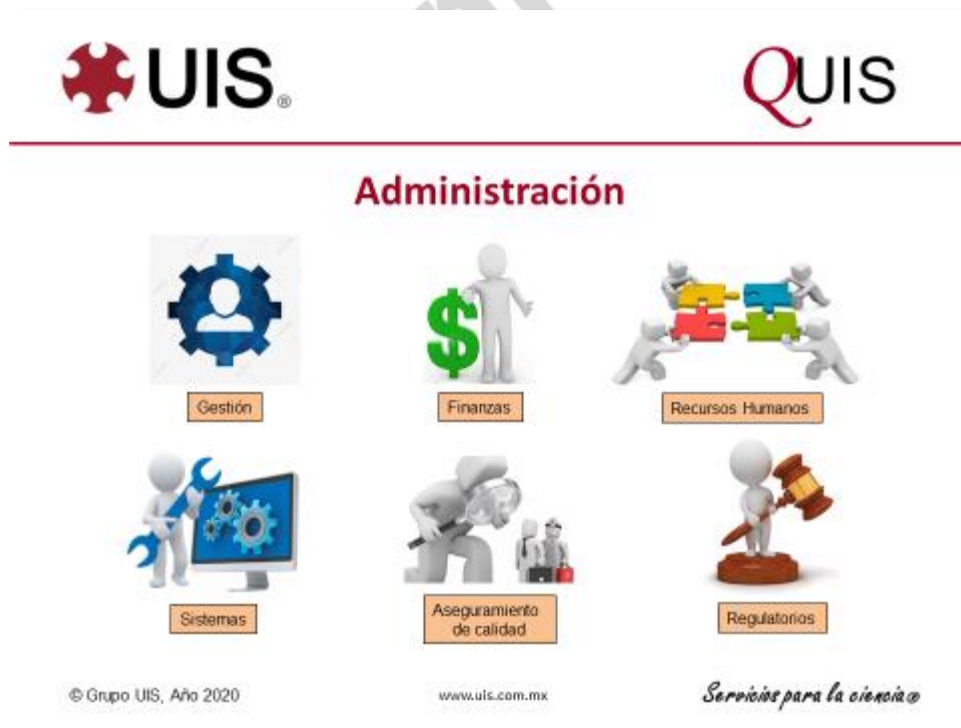 UIS®
QUIS
Administración
Gestión
Finanzas
Recursos Humanos
Sistemas
Aseguramiento
de calidad
Regulatorios
© Grupo UIS, Año 2020
www.uis.com.mx
Servicios para la ciencia®